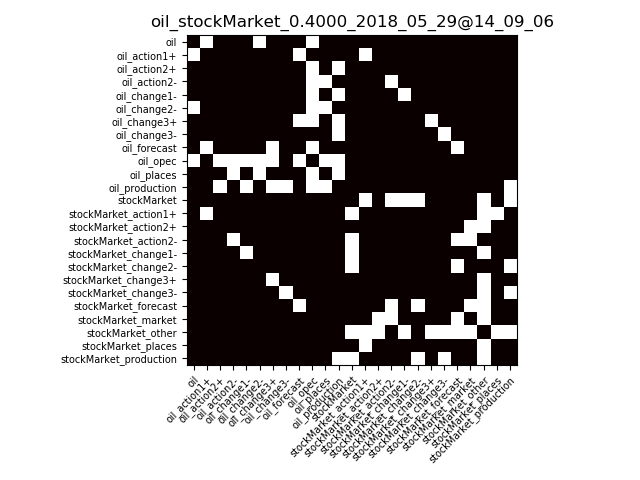 oil_stockMarket_0.4000_2018_05_29@14_09_06
oil
oil_action1+
oil_action2+
oil_action2-
oil_change1-
oil_change2-
oil_change3+
oil_change3-
oil_forecast
oil_opec
oil_places
oil_production
stockMarket
stockMarket_action1+
stockMarket_action2+
stockMarket_action2-
stockMarket_change1-
stockMarket_change2-
stockMarket_change3+
stockMarket_change3-
stockMarket_forecast
stockMarket_market
stockMarket_other
stockMarket_places
stockMarket_production
oil
oil_action1+
oil_action2+
oil_action2-
oil_change1-
oil_change2-
oil_change3+
oil_change3-
oil_forecast
oil_opec
oil_places
oil_production
stockMarket
stockMarket_action1+
stockMarket_action2+
stockMarket_action2-
stockMarket_change1-
stockMarket_change2-
stockMarket_change3+
stockMarket_change3-
stockMarket_forecast
stockMarket_market
stockMarket_other
stockMarket_places
stockMarket_production